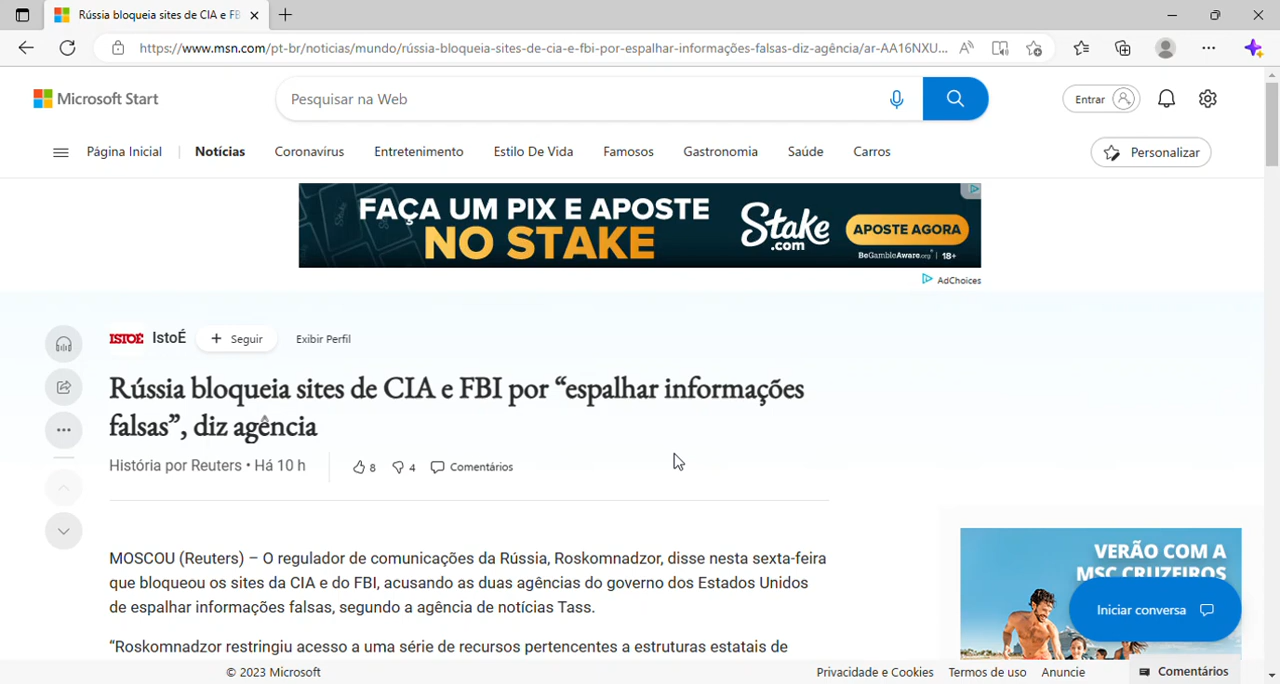 Rússia bloqueia sites de CIA e FB
https://www.msn.com/pt-br/noticias/mundo/rússia-bloqueia-sites-de-cia-e-fbi-por-espalhar-informações-falsas-diz-agência/ar-AA16NXU...
Microsoft Start
Pesquisar na Web
Entrar
Página Inicial
Notícias
Coronavirus
Entretenimento
Estilo De Vida
Famosos
Gastronomia
Saúde
Carros
Personalizar
FAÇA UM PIX E APOSTE
NO STAKE
Stake
.com
APOSTE AGORA
BeGambleAware.org | 18+
AdChoices
ISTOÉ IstoÉ
Seguir
Exibir Perfil
Rússia bloqueia sites de CIA e FBI por “espalhar informações
falsas”, diz agência
História por Reuters • Há 10 h
8
4
Comentários
MOSCOU (Reuters) – O regulador de comunicações da Rússia, Roskomnadzor, disse nesta sexta-feira
que bloqueou os sites da CIA e do FBI, acusando as duas agências do governo dos Estados Unidos
de espalhar informações falsas, segundo a agência de notícias Tass.
“Roskomnadzor restringiu acesso a uma série de recursos pertencentes a estruturas estatais de
VERÃO COM A
MSC CRUZEIROS
Iniciar conversa
© 2023 Microsoft
Privacidade e Cookies
Termos de uso
Anuncie
Comentários